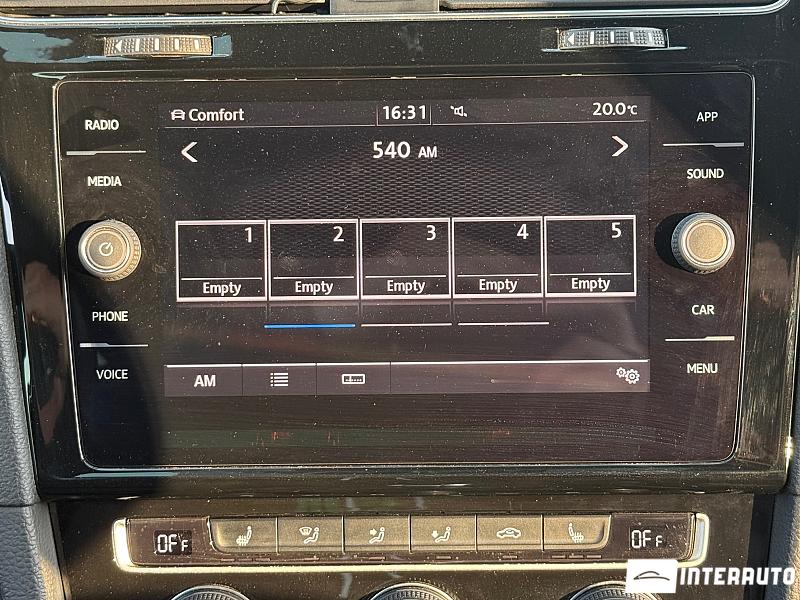 RADIO
MEDIA
PHONE
VOICE
Comfort 16:31 20.0°C
540 AM
1 2 3 4 5
Empty Empty Empty Empty Empty
AM
APP
SOUND
CAR
MENU
OFF OFF
INTERAUTO